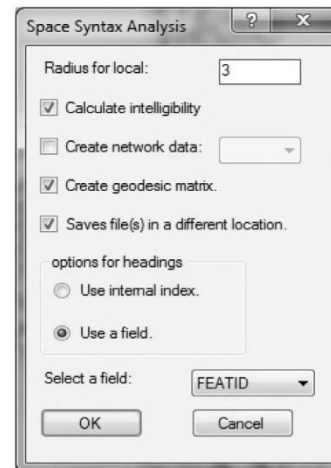 Space Syntax Analysis
Radius for local: 3
Calculate intelligibility
Create network data:
Create geodesic matrix.
Saves file(s) in a different location.
options for headings
Use internal index.
Use a field.
Select a field: FEATID
OK Cancel